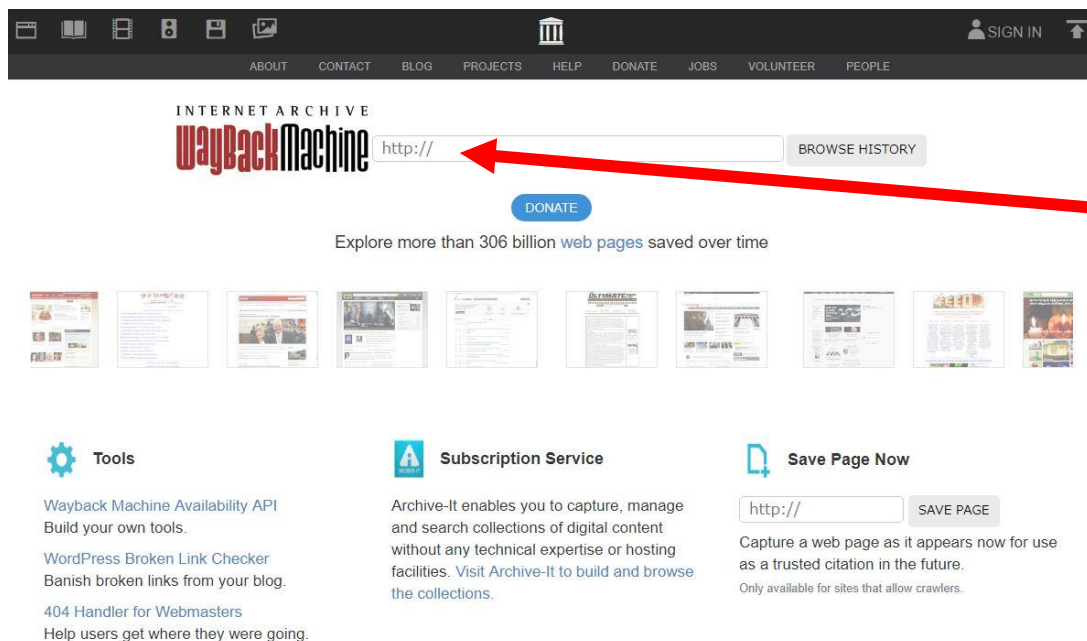 SIGN IN
ABOUT CONTACT BLOG PROJECTS HELP DONATE JOBS VOLUNTEER PEOPLE
INTERNET ARCHIVE
WayBackMachine
http://
BROWSE HISTORY
DONATE
Explore more than 306 billion web pages saved over time
ULTIMATE
FEED
Tools
Wayback Machine Availability API
Build your own tools.
WordPress Broken Link Checker
Banish broken links from your blog.
404 Handler for Webmasters
Help users get where they were going.
ARCHIVE-IT
Subscription Service
Archive-It enables you to capture, manage
and search collections of digital content
without any technical expertise or hosting
facilities. Visit Archive-It to build and browse
the collections.
Save Page Now
http://
SAVE PAGE
Capture a web page as it appears now for use
as a trusted citation in the future.
Only available for sites that allow crawlers.